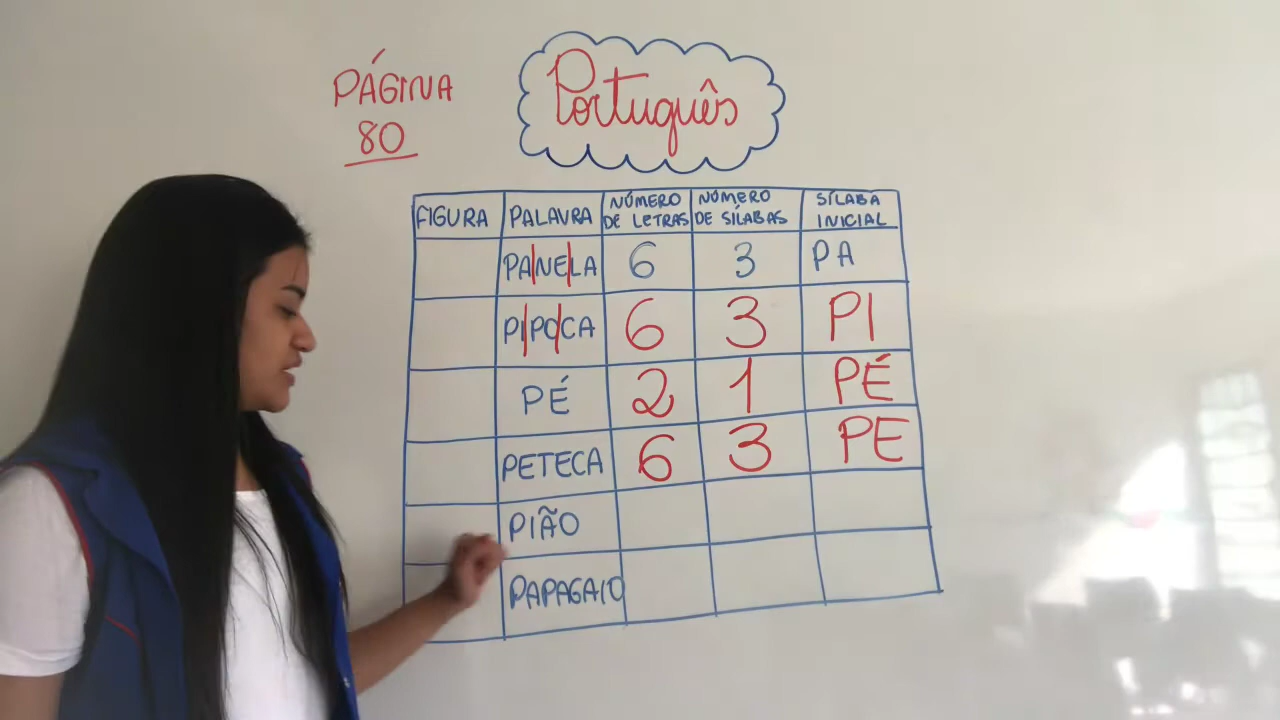 PÁGINA
80
Português
FIGURA PALAVRA NÚMERO DE LETRAS NÚMERO DE SÍLABAS SÍLABA INICIAL
PANELA 6 3 PA
PIPOCA 6 3 PI
PÉ 2 1 PÉ
PETECA 6 3 PE
PIÃO
PAPAGAIO